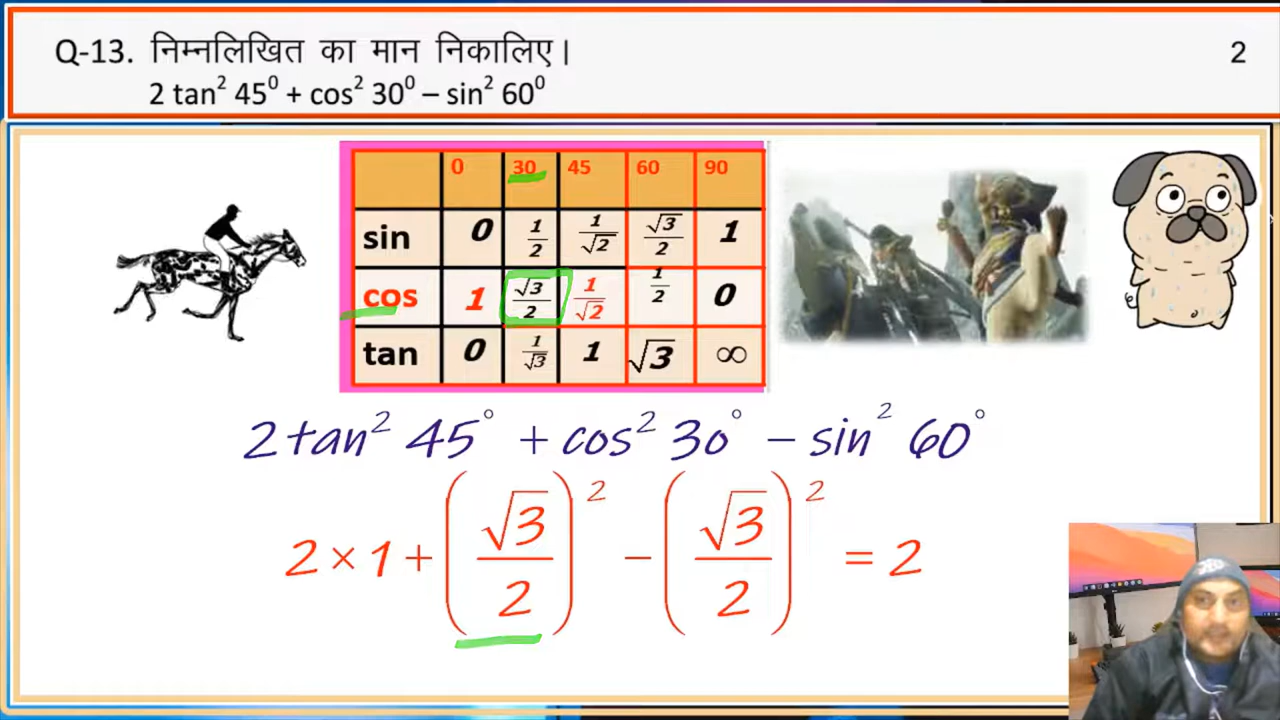 Q-13. निम्नलिखित का मान निकालिए। 2
2 tan² 45⁰ + cos² 30⁰ – sin² 60⁰
0 30 45 60 90
sin 0 1/2 1/√2 √3/2 1
cos 1 √3/2 1/√2 1/2 0
tan 0 1/√3 1 √3 ∞
2 tan² 45° + cos² 30° – sin² 60°
2 × 1 + (√3/2)² – (√3/2)² = 2